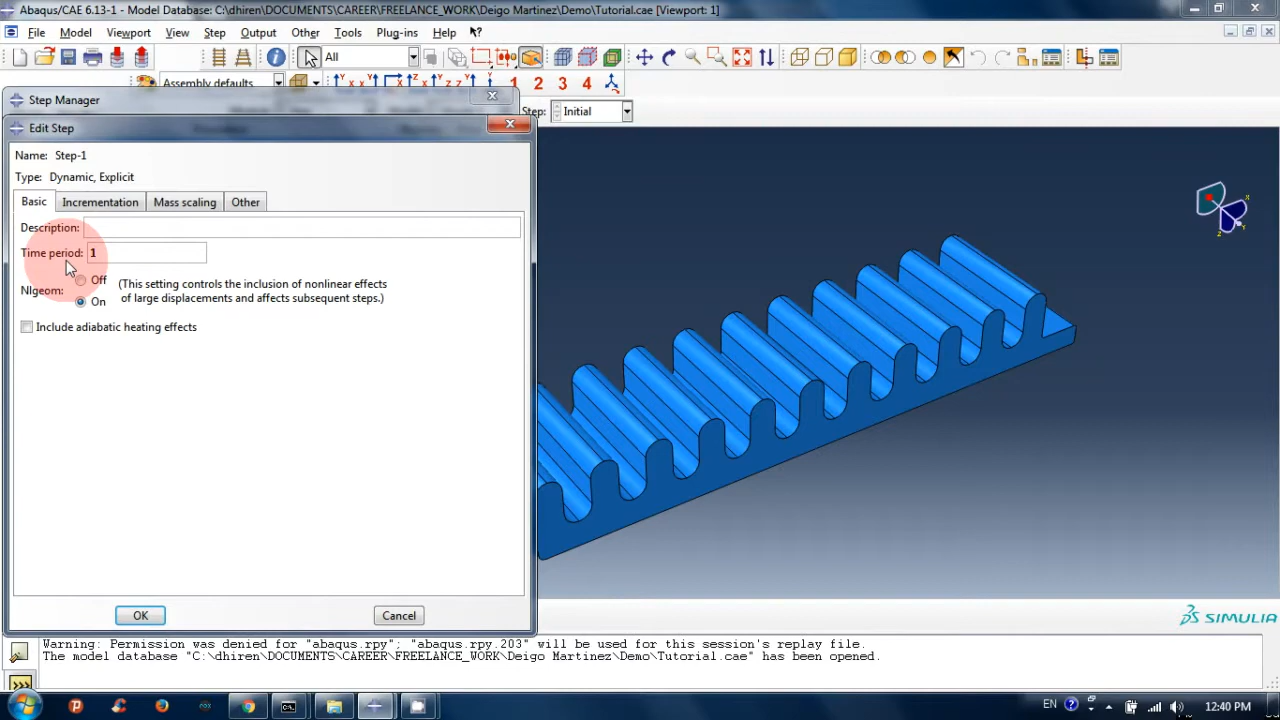 Abaqus/CAE 6.13-1 - Model Database: C:\dhiren\DOCUMENTS\CAREER\FREELANCE_WORK\Deigo Martinez\Demo\Tutorial.cae [Viewport: 1]
File Model Viewport View Step Output Other Tools Plug-ins Help
All
Assembly defaults
1 2 3 4
Step Manager
Step: Initial
Edit Step
Name: Step-1
Type: Dynamic, Explicit
Basic Incrementation Mass scaling Other
Description:
Time period: 1
Nlgeom:
Off
On
(This setting controls the inclusion of nonlinear effects
of large displacements and affects subsequent steps.)
Include adiabatic heating effects
OK Cancel
SIMULIA
Warning: Permission was denied for "abaqus.rpy"; "abaqus.rpy.203" will be used for this session's replay file.
The model database "C:\dhiren\DOCUMENTS\CAREER\FREELANCE_WORK\Deigo Martinez\Demo\Tutorial.cae" has been opened.
>>>
EN
12:40 PM